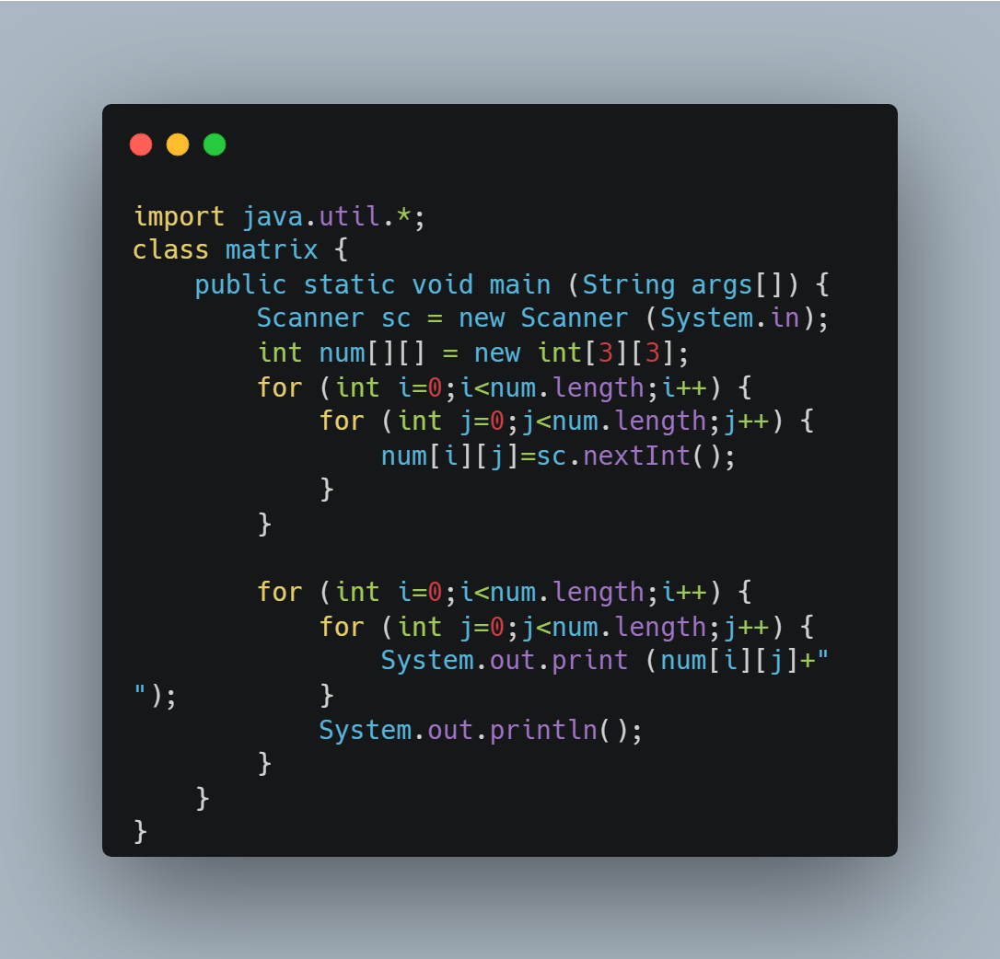 import java.util.*;
class matrix {
    public static void main (String args[]) {
        Scanner sc = new Scanner (System.in);
        int num[][] = new int[3][3];
        for (int i=0;i<num.length;i++) {
            for (int j=0;j<num.length;j++) {
                num[i][j]=sc.nextInt();
            }
        }

        for (int i=0;i<num.length;i++) {
            for (int j=0;j<num.length;j++) {
                System.out.print (num[i][j]+"
");         }
            System.out.println();
        }
    }
}